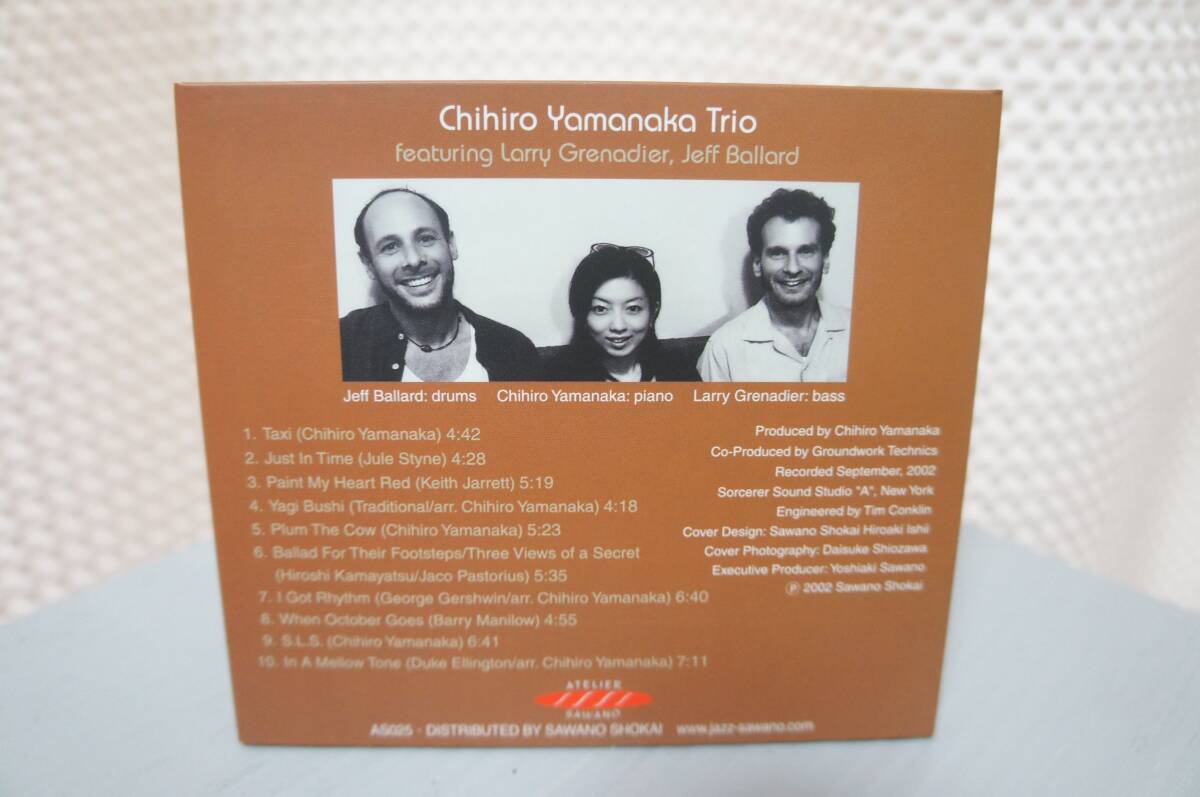 Chihiro Yamanaka Trio
featuring Larry Grenadier, Jeff Ballard
Jeff Ballard: drums Chihiro Yamanaka: piano Larry Grenadier: bass
1. Taxi (Chihiro Yamanaka) 4:42
2. Just In Time (Jule Styne) 4:28
3. Paint My Heart Red (Keith Jarrett) 5:19
4. Yagi Bushi (Traditional/arr. Chihiro Yamanaka) 4:18
5. Plum The Cow (Chihiro Yamanaka) 5:23
6. Ballad For Their Footsteps/Three Views of a Secret
(Hiroshi Kamayatsu/Jaco Pastorius) 5:35
7. I Got Rhythm (George Gershwin/arr. Chihiro Yamanaka) 6:40
8. When October Goes (Barry Manilow) 4:55
9. S.L.S. (Chihiro Yamanaka) 6:41
10. In A Mellow Tone (Duke Ellington/arr. Chihiro Yamanaka) 7:11
Produced by Chihiro Yamanaka
Co-Produced by Groundwork Technics
Recorded September, 2002
Sorcerer Sound Studio "A", New York
Engineered by Tim Conklin
Cover Design: Sawano Shokai Hiroaki Ishii
Cover Photography: Daisuke Shiozawa
Executive Producer: Yoshiaki Sawano
℗ 2002 Sawano Shokai
ATELIER
SAWANO
AS025 · DISTRIBUTED BY SAWANO SHOKAI www.jazz-sawano.com